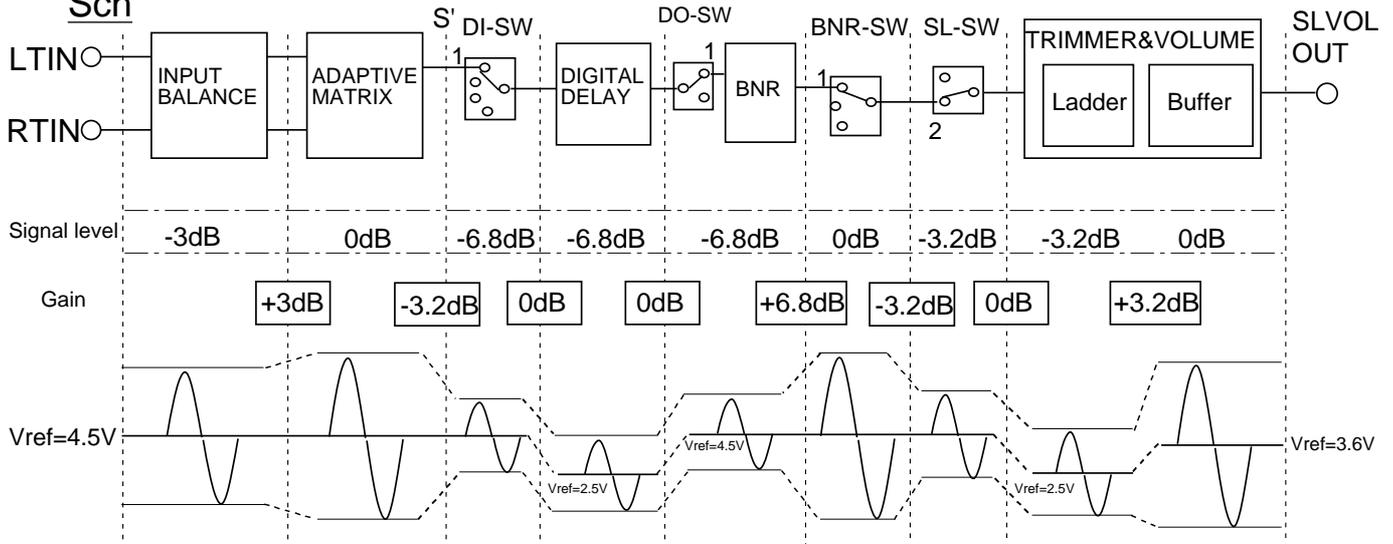 Sch
S' DI-SW DO-SW BNR-SW SL-SW SLVOL OUT
LTIN
RTIN
INPUT BALANCE
ADAPTIVE MATRIX
1
DIGITAL DELAY
1
BNR
1
2
TRIMMER&VOLUME
Ladder Buffer
Signal level -3dB 0dB -6.8dB -6.8dB -6.8dB 0dB -3.2dB -3.2dB 0dB
Gain +3dB -3.2dB 0dB 0dB +6.8dB -3.2dB 0dB +3.2dB
Vref=4.5V Vref=2.5V Vref=4.5V Vref=2.5V Vref=3.6V